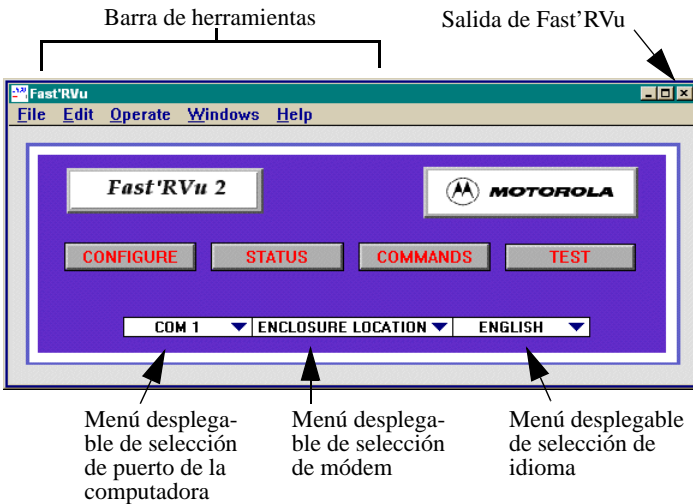 Barra de herramientas
Salida de Fast’RVu
Fast'RVu
File Edit Operate Windows Help
Fast'RVu 2
MOTOROLA
CONFIGURE STATUS COMMANDS TEST
COM 1 ENCLOSURE LOCATION ENGLISH
Menú desplega-
ble de selección
de puerto de la
computadora
Menú desplega-
ble de selección
de módem
Menú desplegable
de selección de
idioma